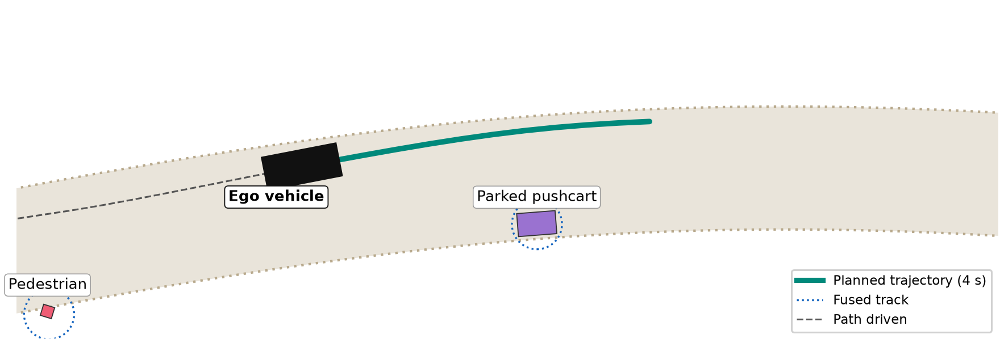 Ego vehicle
Parked pushcart
Pedestrian
Planned trajectory (4 s)
Fused track
Path driven